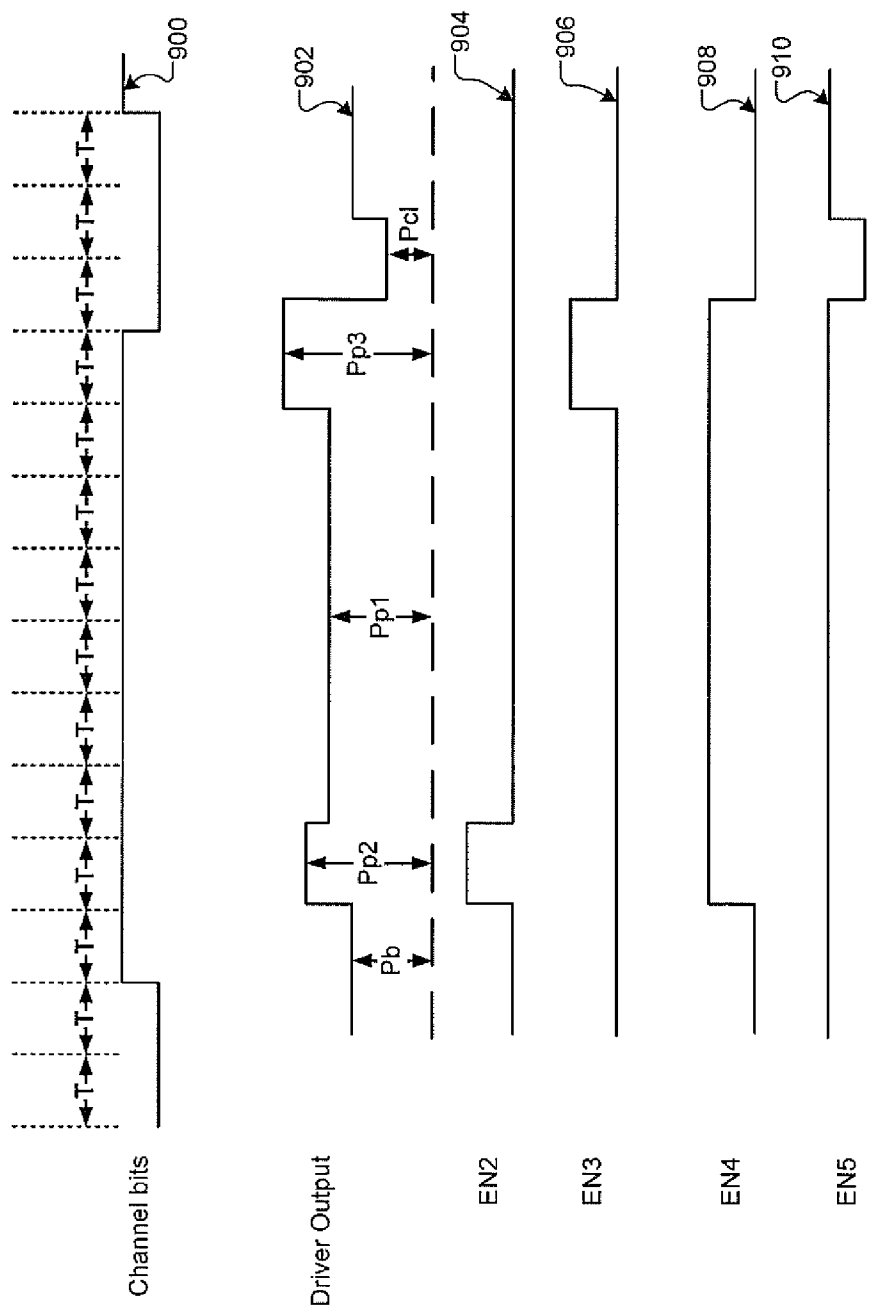 T T T T T T T T T T T T T T
Channel bits
900
Driver Output
902
Pb
Pp2
Pp1
Pp3
Pcl
EN2
904
EN3
906
EN4
908
EN5
910